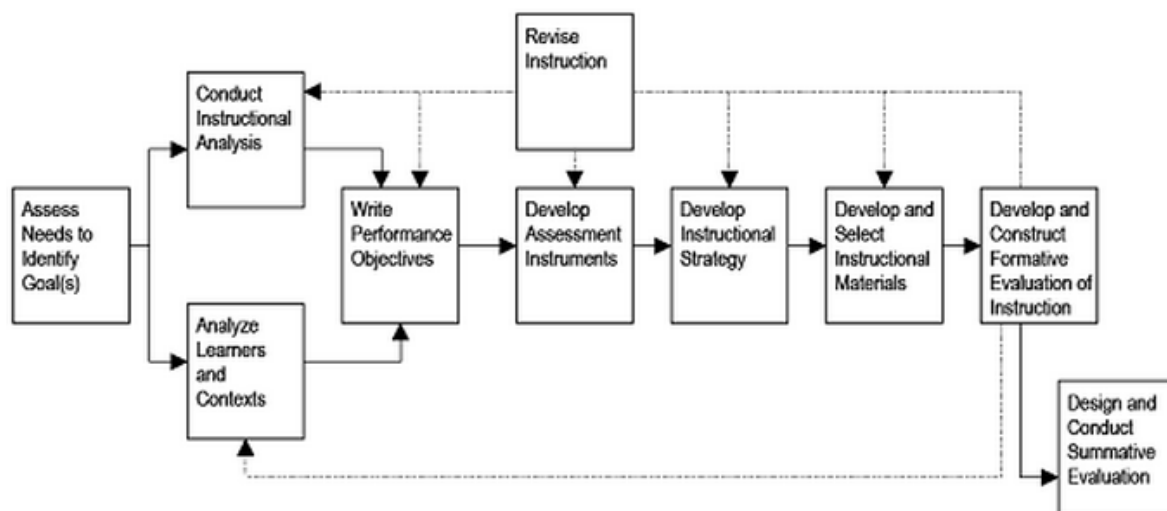 Revise
Instruction
Conduct
Instructional
Analysis
Assess
Needs to
Identify
Goal(s)
Write
Performance
Objectives
Develop
Assessment
Instruments
Develop
Instructional
Strategy
Develop and
Select
Instructional
Materials
Develop and
Construct
Formative
Evaluation of
Instruction
Analyze
Learners
and
Contexts
Design and
Conduct
Summative
Evaluation